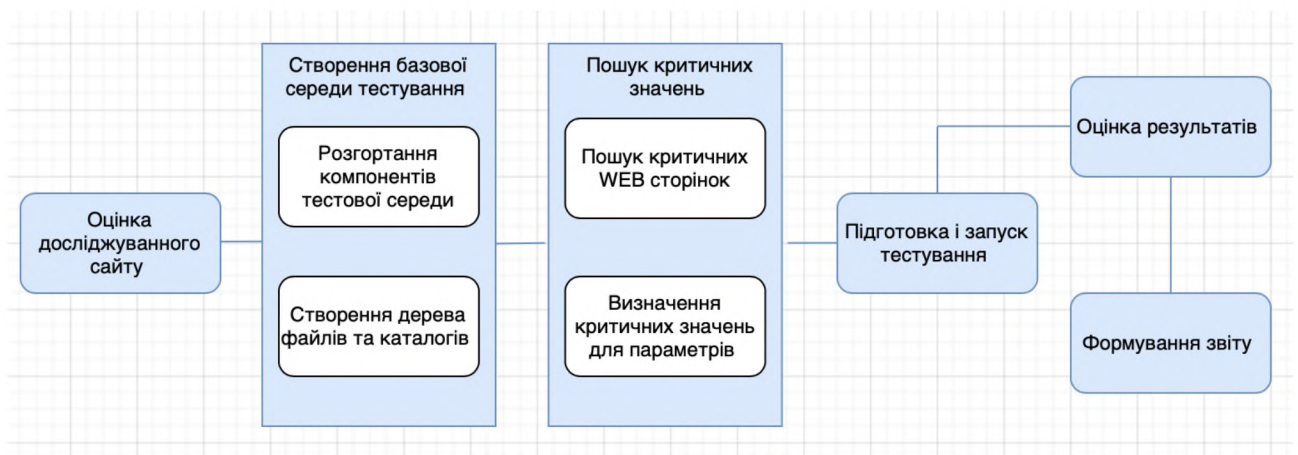 Оцінка
досліджуванного
сайту
Створення базової
середи тестування
Розгортання
компонентів
тестової середи
Створення дерева
файлів та каталогів
Пошук критичних
значень
Пошук критичних
WEB сторінок
Визначення
критичних значень
для параметрів
Підготовка і запуск
тестування
Оцінка результатів
Формування звіту